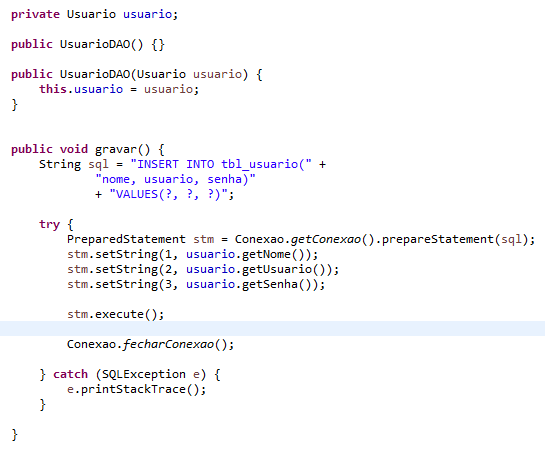 private Usuario usuario;
public UsuarioDAO() {}
public UsuarioDAO(Usuario usuario) {
this.usuario = usuario;
}
public void gravar() {
String sql = "INSERT INTO tbl_usuario(" +
"nome, usuario, senha)"
+ "VALUES(?, ?, ?)";
try {
PreparedStatement stm = Conexao.getConexao().prepareStatement(sql);
stm.setString(1, usuario.getNome());
stm.setString(2, usuario.getUsuario());
stm.setString(3, usuario.getSenha());
stm.execute();
Conexao.fecharConexao();
} catch (SQLException e) {
e.printStackTrace();
}
}